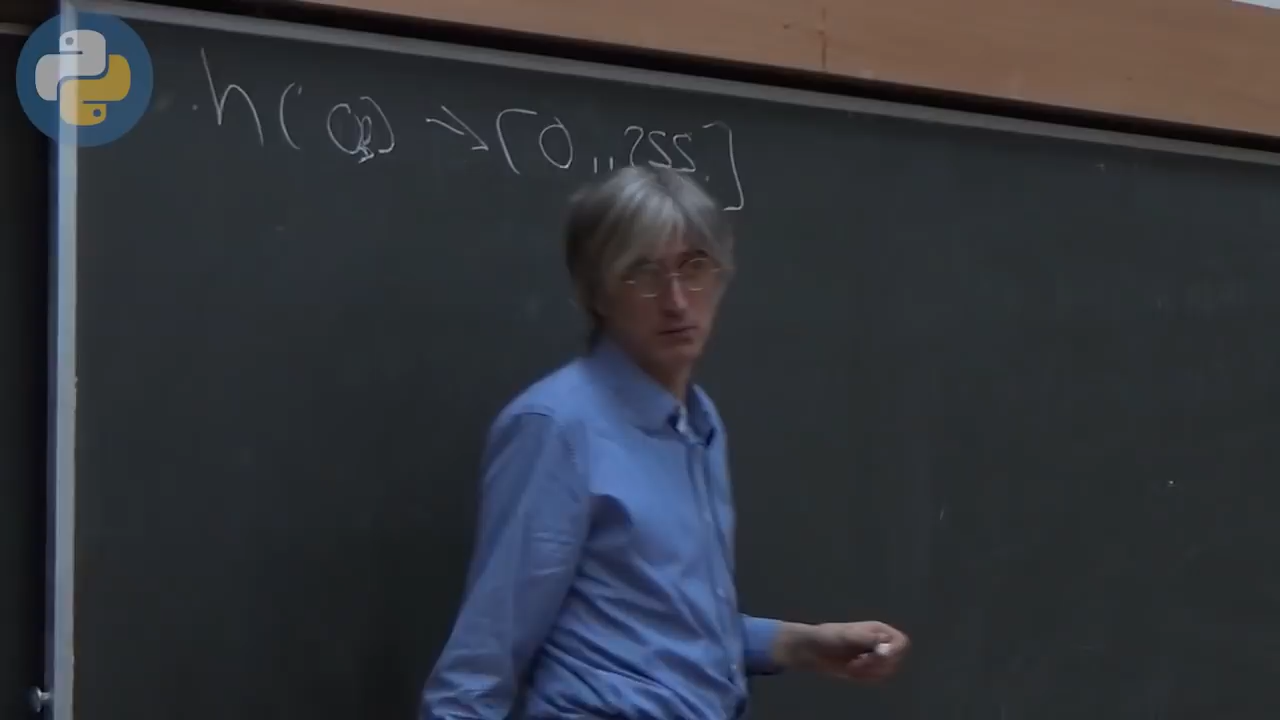 h(   ) → [0..255]